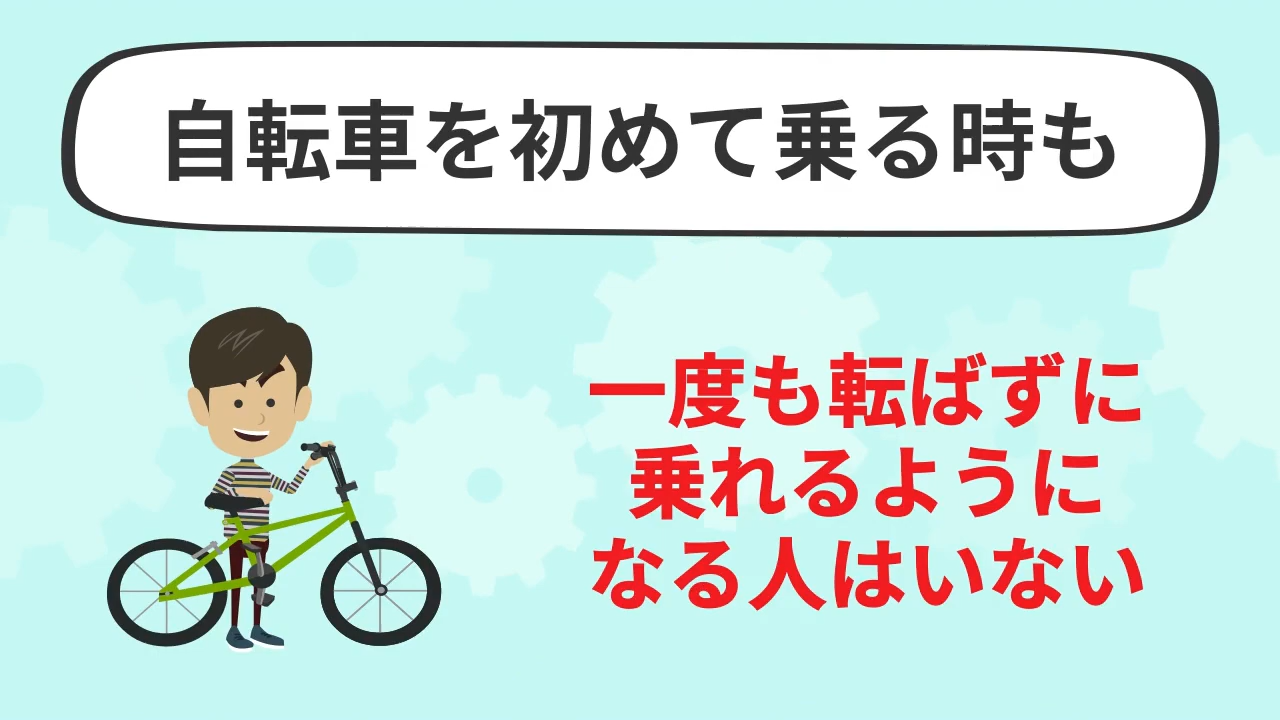 自転車を初めて乗る時も
一度も転ばずに
乗れるように
なる人はいない